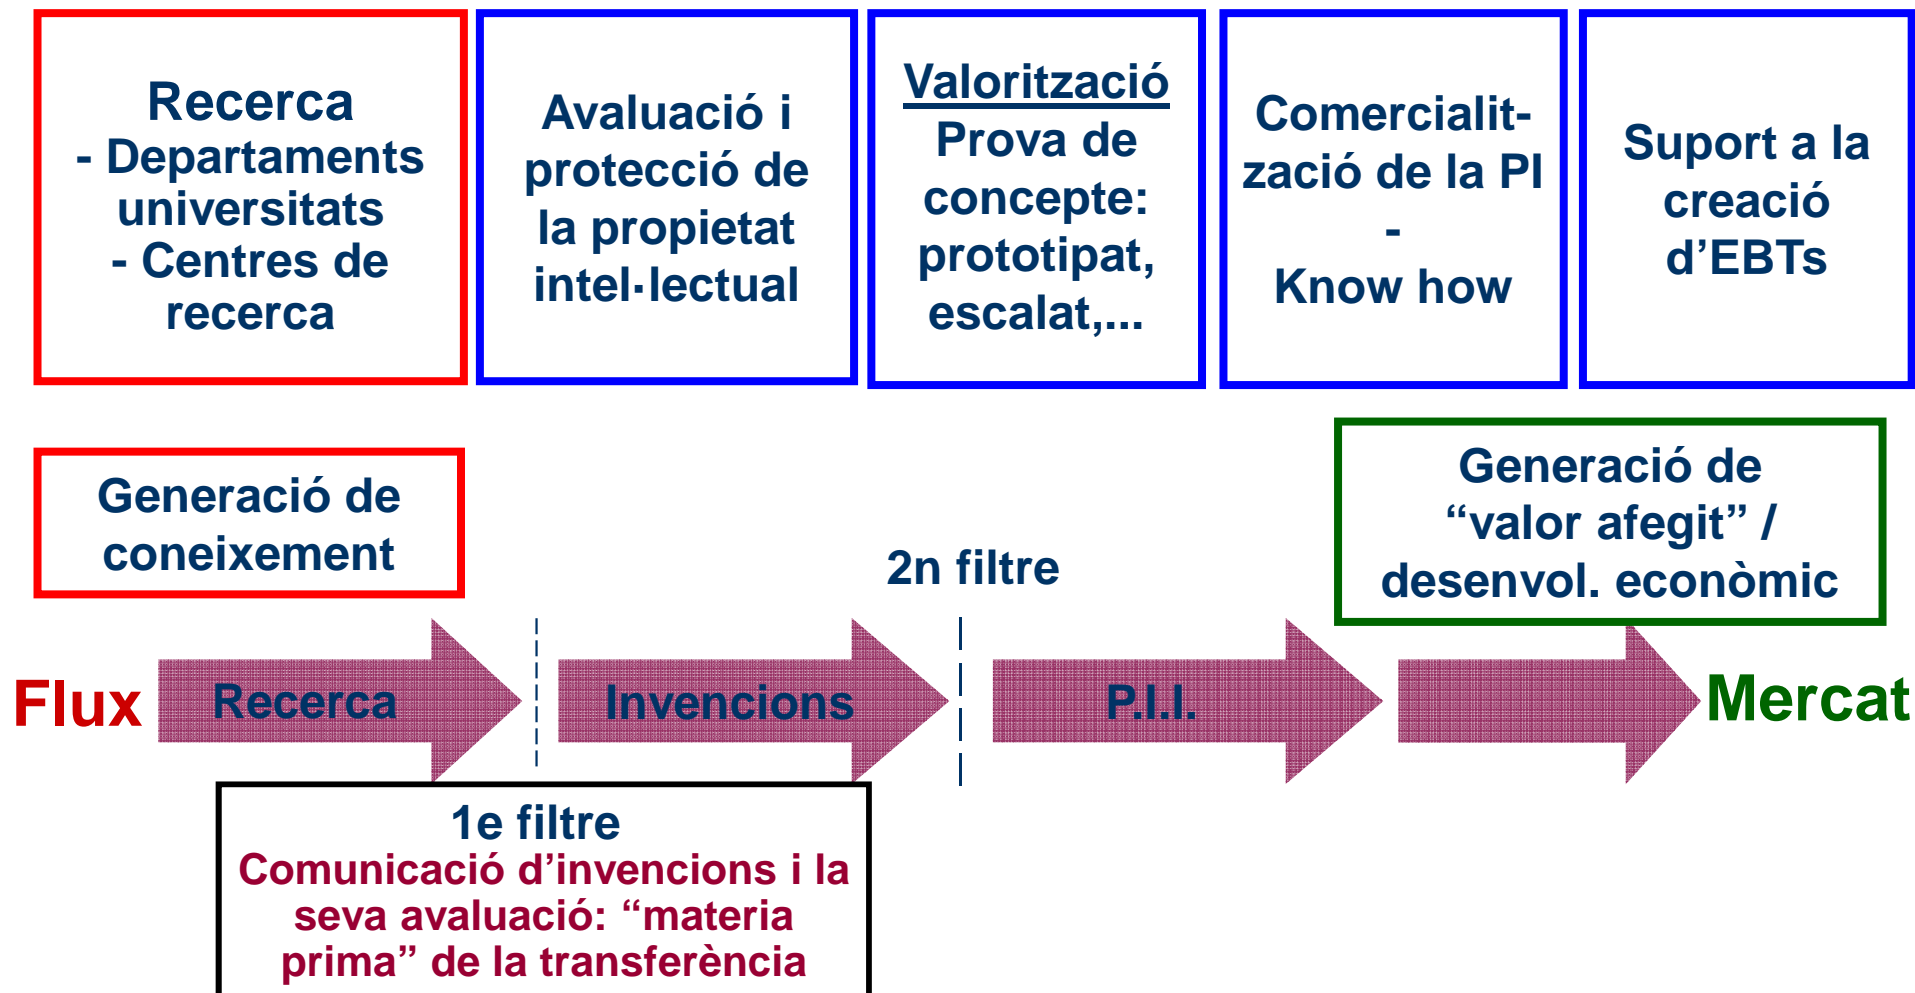 Recerca
- Departaments
universitats
- Centres de
recerca
Avaluació i
protecció de
la propietat
intel·lectual
Valorització
Prova de
concepte:
prototipat,
escalat,...
Comercialit-
zació de la PI
-
Know how
Suport a la
creació
d’EBTs
Generació de
coneixement
Generació de
“valor afegit” /
desenvol. econòmic
2n filtre
Flux
Recerca
Invencions
P.I.I.
Mercat
1e filtre
Comunicació d’invencions i la
seva avaluació: “materia
prima” de la transferència